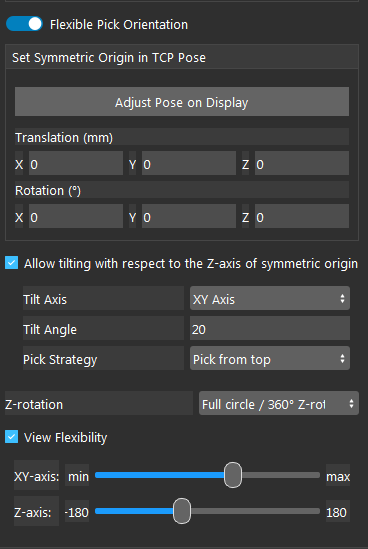 Flexible Pick Orientation
Set Symmetric Origin in TCP Pose
Adjust Pose on Display
Translation (mm)
X 0 Y 0 Z 0
Rotation (°)
X 0 Y 0 Z 0
Allow tilting with respect to the Z-axis of symmetric origin
Tilt Axis XY Axis
Tilt Angle 20
Pick Strategy Pick from top
Z-rotation Full circle / 360° Z-rot
View Flexibility
XY-axis: min max
Z-axis: -180 180